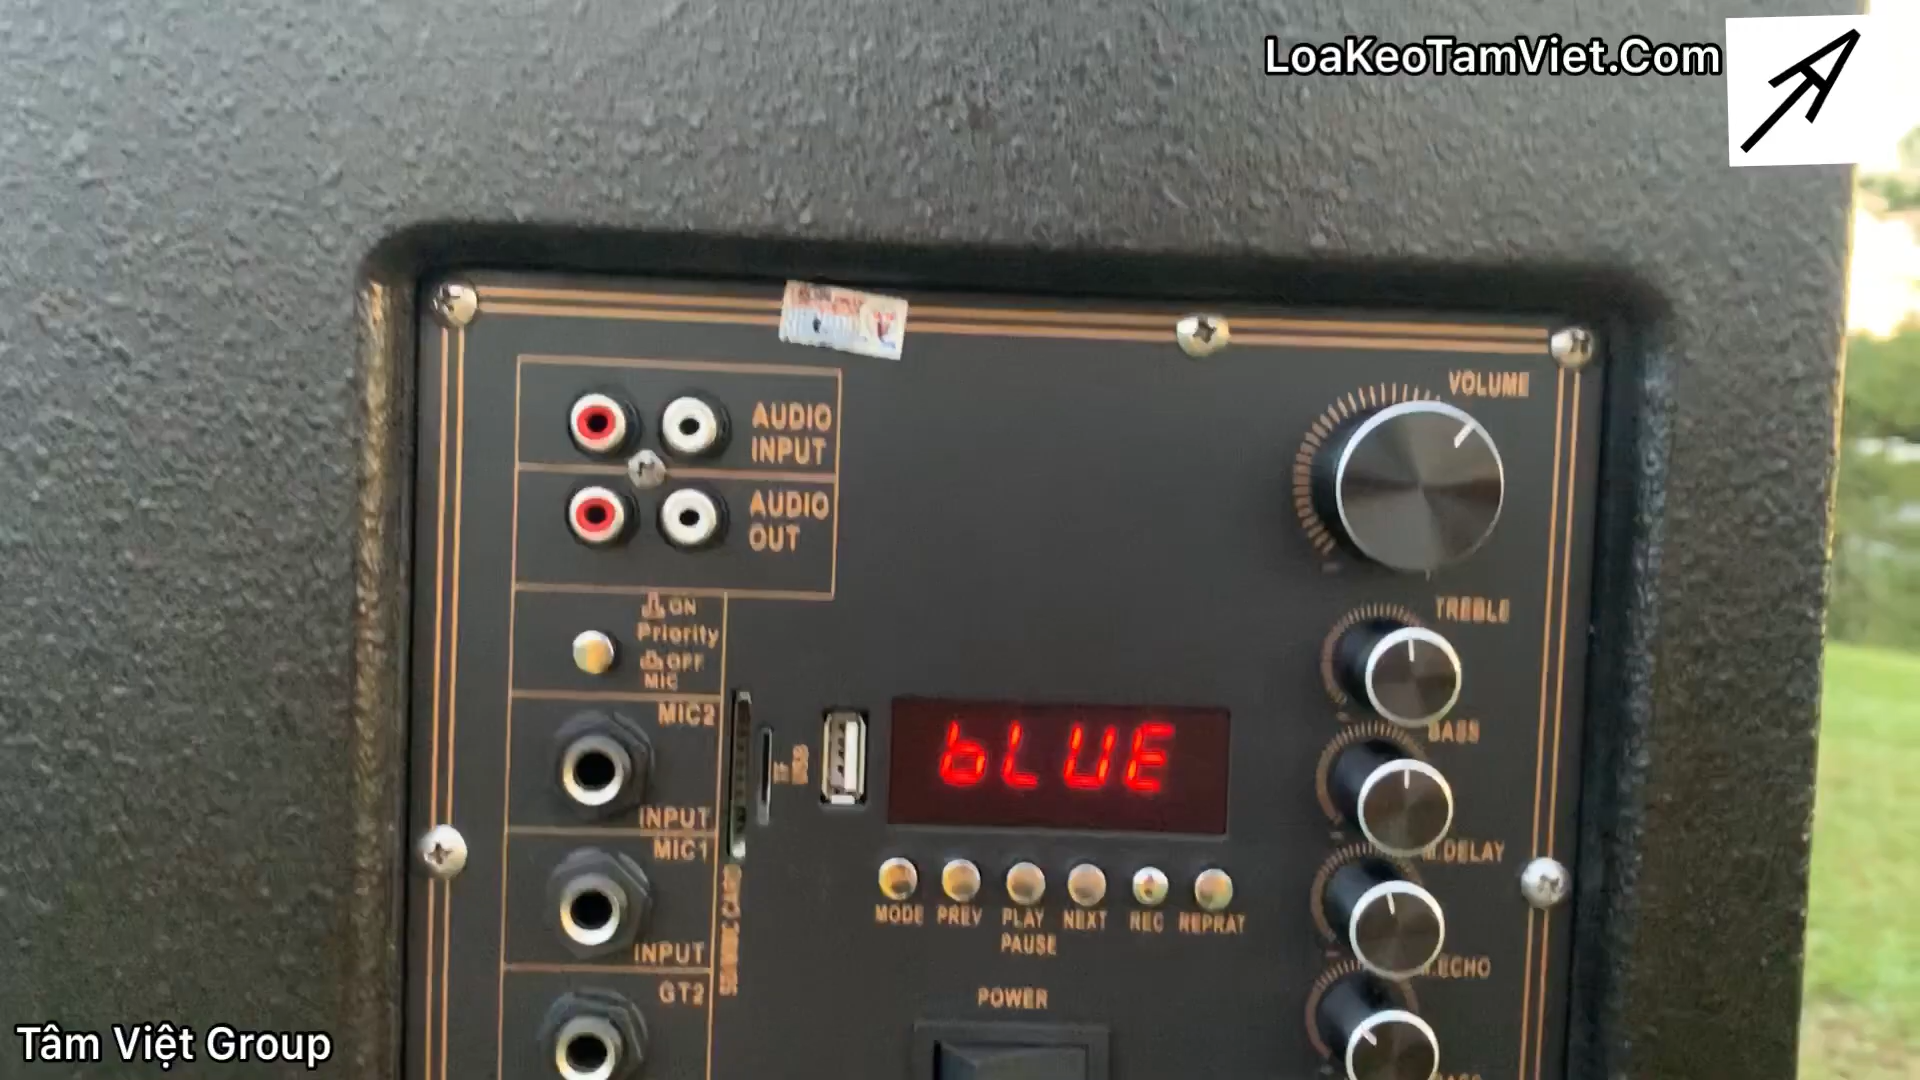 LoaKeoTamViet.Com
VOLUME
AUDIO
INPUT
AUDIO
OUT
ON
Priority
OFF
MIC
TREBLE
MIC2
INPUT
BASS
bLUE
MIC1
INPUT
M.DELAY
MODE PREV PLAY NEXT REC REPRAT
PAUSE
M.ECHO
GT2
POWER
Tâm Việt Group